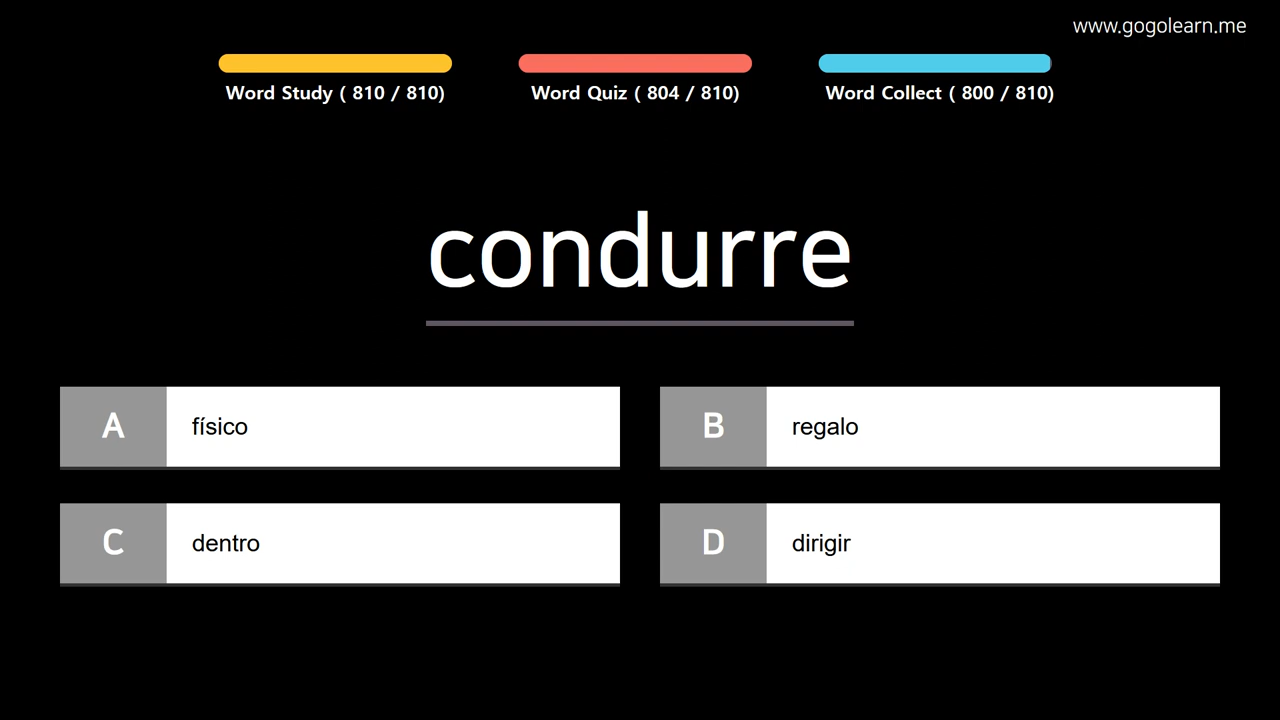 www.gogolearn.me
Word Study ( 810 / 810)
Word Quiz ( 804 / 810)
Word Collect ( 800 / 810)
condurre
A físico
B regalo
C dentro
D dirigir